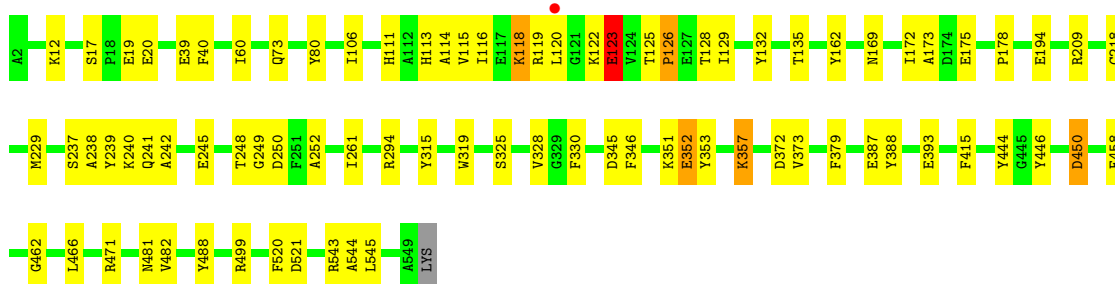 A2 K12 S17 P18 E19 E20 E39 F40 I60 Q73 Y80 I106 H111 A112 H113 A114 V115 I116 E117 K118 R119 L120 G121 K122 E123 V124 T125 P126 E127 T128 I129 Y132 T135 Y162 N169 I172 A173 D174 E175 P178 E194 R209
M229 S237 A238 Y239 K240 Q241 A242 E245 T248 G249 D250 F251 A252 I261 R294 Y315 W319 S325 V328 G329 F330 D345 F346 K351 E352 Y353 K357 D372 V373 F379 E387 Y388 E393 F415 Y444 G445 Y446 D450
G462 L466 R471 N481 V482 Y488 R499 F520 D521 R543 A544 L545 A549 LYS